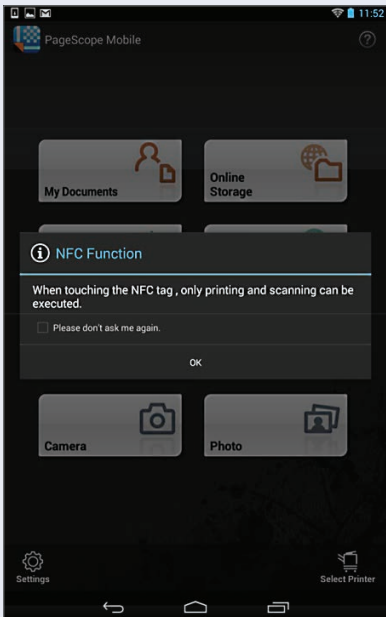 11:52
PageScope Mobile
My Documents
Online
Storage
NFC Function
When touching the NFC tag , only printing and scanning can be
executed.
Please don't ask me again.
OK
Camera
Photo
Settings
Select Printer